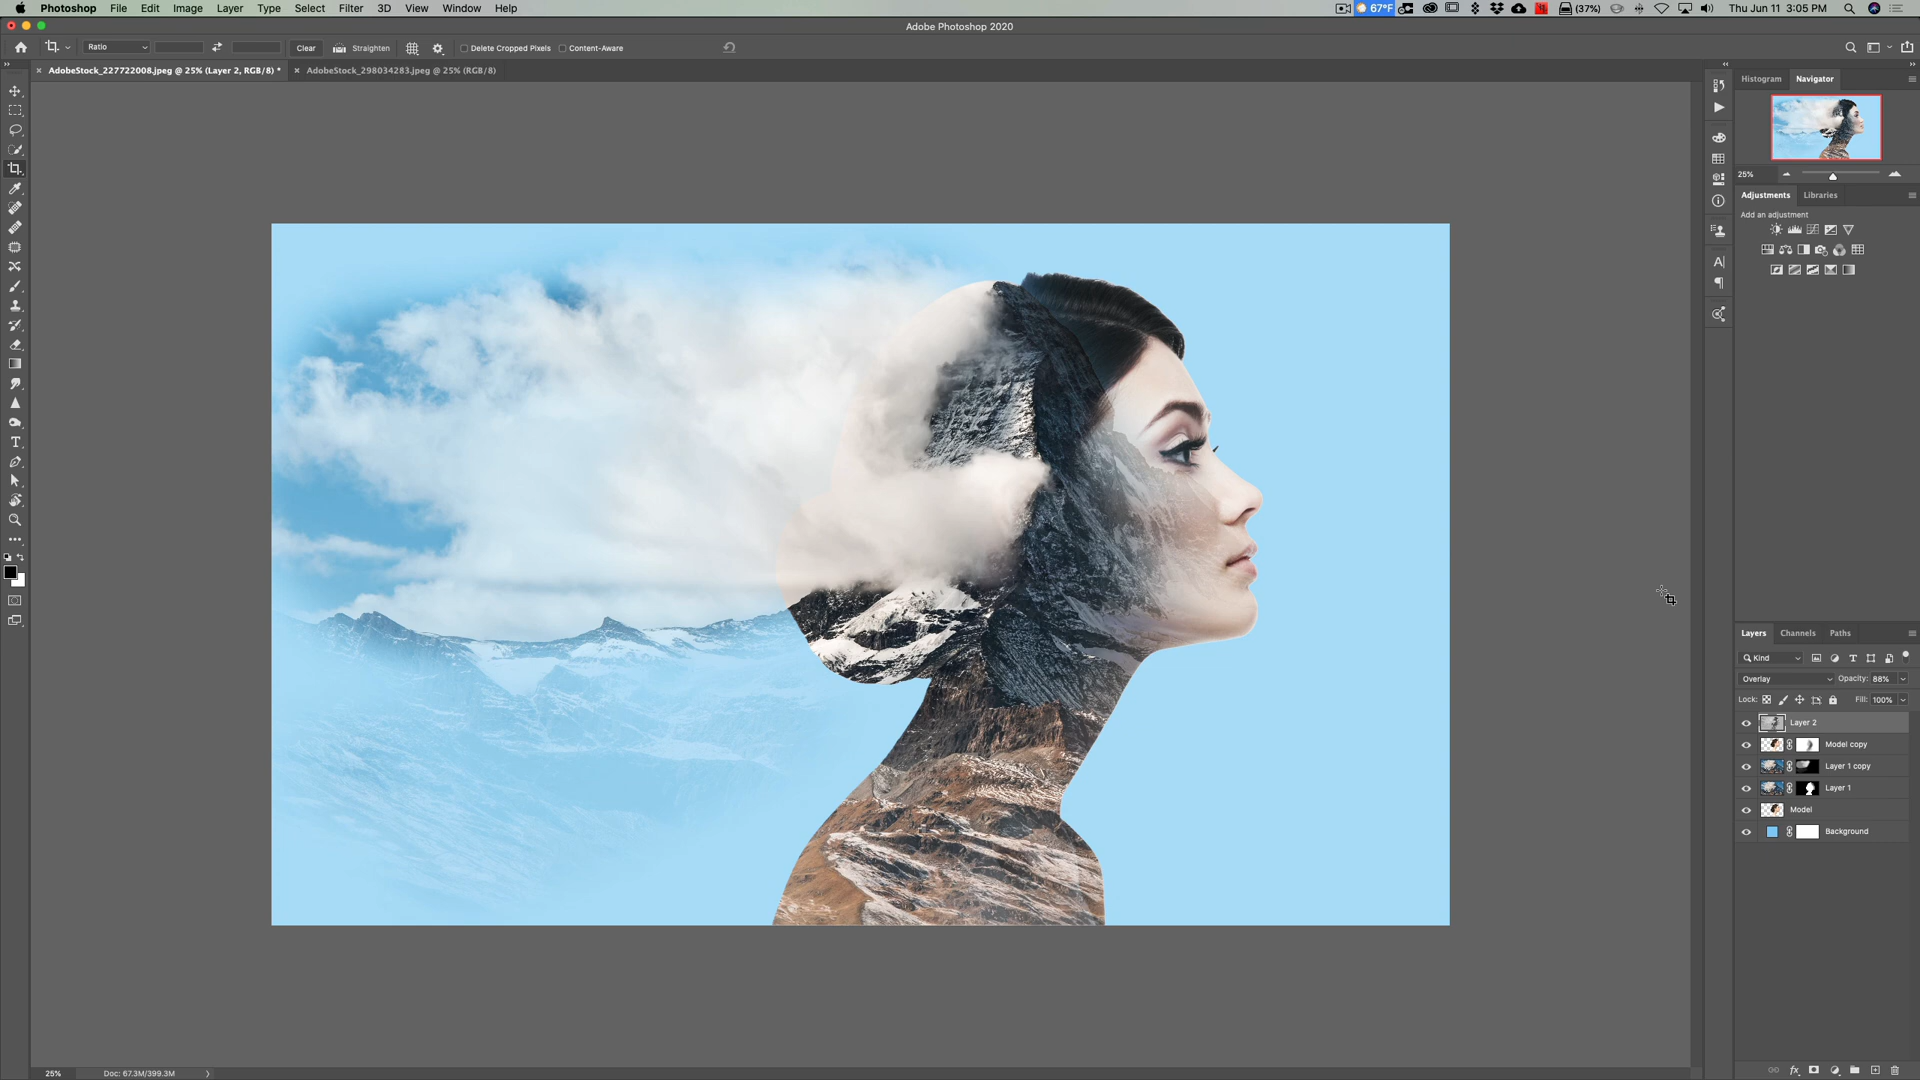 Photoshop File Edit Image Layer Type Select Filter 3D View Window Help 67°F (37%) Thu Jun 11 3:05 PM
Adobe Photoshop 2020
Ratio Clear Straighten Delete Cropped Pixels Content-Aware
AdobeStock_227722008.jpeg @ 25% (Layer 2, RGB/8) * AdobeStock_298034283.jpeg @ 25% (RGB/8)
Histogram Navigator
25%
Adjustments Libraries
Add an adjustment
Layers Channels Paths
Kind
Overlay Opacity: 88%
Lock: Fill: 100%
Layer 2
Model copy
Layer 1 copy
Layer 1
Model
Background
25% Doc: 67.3M/399.3M